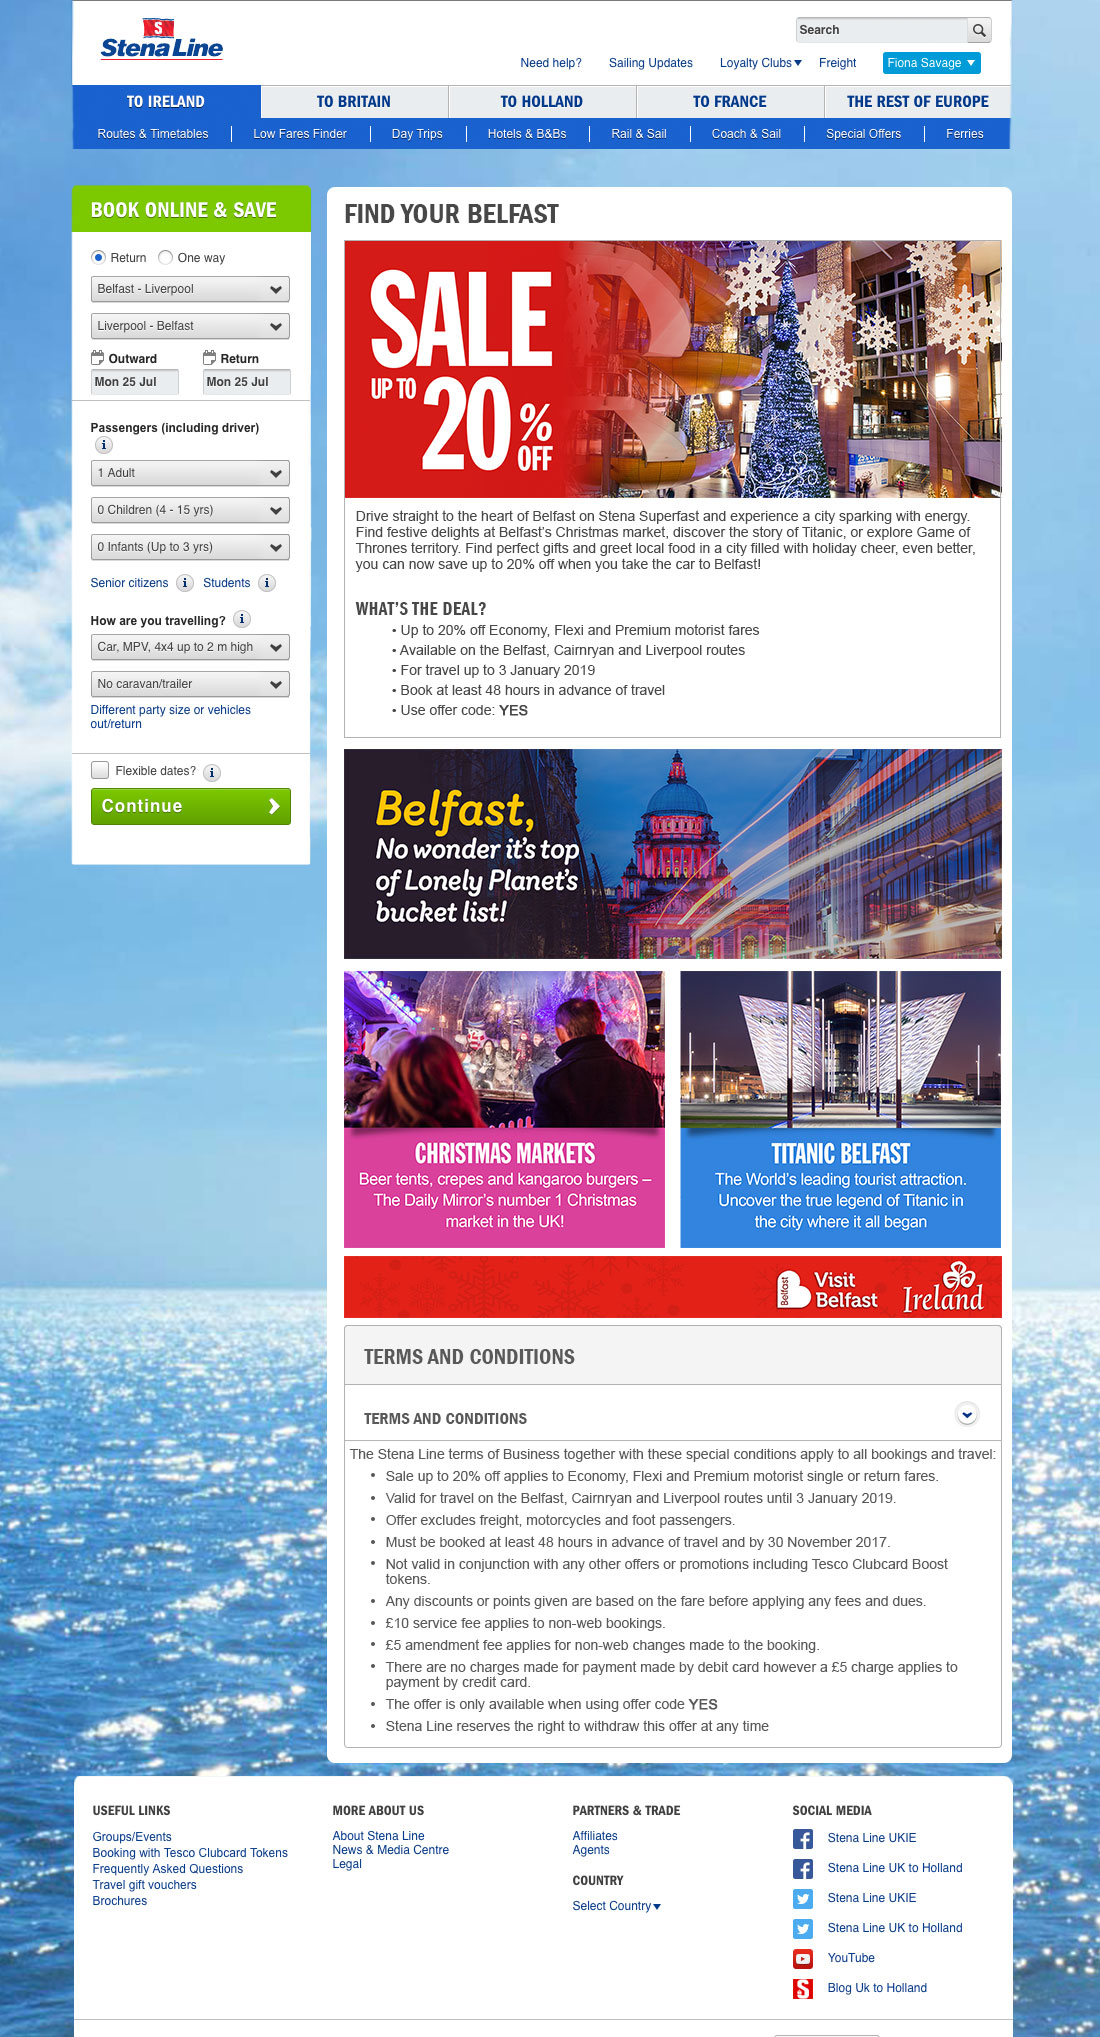 S
Stena Line
Search
Need help?
Sailing Updates
Loyalty Clubs
Freight
Fiona Savage
TO IRELAND
TO BRITAIN
TO HOLLAND
TO FRANCE
THE REST OF EUROPE
Routes & Timetables
Low Fares Finder
Day Trips
Hotels & B&Bs
Rail & Sail
Coach & Sail
Special Offers
Ferries
BOOK ONLINE & SAVE
Return
One way
Belfast - Liverpool
Liverpool - Belfast
Outward
Return
Mon 25 Jul
Mon 25 Jul
Passengers (including driver)
i
1 Adult
0 Children (4 - 15 yrs)
0 Infants (Up to 3 yrs)
Senior citizens i Students i
How are you travelling? i
Car, MPV, 4x4 up to 2 m high
No caravan/trailer
Different party size or vehicles
out/return
Flexible dates? i
Continue
FIND YOUR BELFAST
SALE
UP TO
20%
OFF
Drive straight to the heart of Belfast on Stena Superfast and experience a city sparking with energy.
Find festive delights at Belfast's Christmas market, discover the story of Titanic, or explore Game of
Thrones territory. Find perfect gifts and greet local food in a city filled with holiday cheer, even better,
you can now save up to 20% off when you take the car to Belfast!
WHAT'S THE DEAL?
• Up to 20% off Economy, Flexi and Premium motorist fares
• Available on the Belfast, Cairnryan and Liverpool routes
• For travel up to 3 January 2019
• Book at least 48 hours in advance of travel
• Use offer code: YES
Belfast,
No wonder it's top
of Lonely Planet's
bucket list!
CHRISTMAS MARKETS
Beer tents, crepes and kangaroo burgers –
The Daily Mirror's number 1 Christmas
market in the UK!
TITANIC BELFAST
The World's leading tourist attraction.
Uncover the true legend of Titanic in
the city where it all began
Belfast
Visit
Belfast
Ireland
TERMS AND CONDITIONS
TERMS AND CONDITIONS
The Stena Line terms of Business together with these special conditions apply to all bookings and travel:
• Sale up to 20% off applies to Economy, Flexi and Premium motorist single or return fares.
• Valid for travel on the Belfast, Cairnryan and Liverpool routes until 3 January 2019.
• Offer excludes freight, motorcycles and foot passengers.
• Must be booked at least 48 hours in advance of travel and by 30 November 2017.
• Not valid in conjunction with any other offers or promotions including Tesco Clubcard Boost
tokens.
• Any discounts or points given are based on the fare before applying any fees and dues.
• £10 service fee applies to non-web bookings.
• £5 amendment fee applies for non-web changes made to the booking.
• There are no charges made for payment made by debit card however a £5 charge applies to
payment by credit card.
• The offer is only available when using offer code YES
• Stena Line reserves the right to withdraw this offer at any time
USEFUL LINKS
Groups/Events
Booking with Tesco Clubcard Tokens
Frequently Asked Questions
Travel gift vouchers
Brochures
MORE ABOUT US
About Stena Line
News & Media Centre
Legal
PARTNERS & TRADE
Affiliates
Agents
COUNTRY
Select Country
SOCIAL MEDIA
Stena Line UKIE
Stena Line UK to Holland
Stena Line UKIE
Stena Line UK to Holland
YouTube
Blog Uk to Holland